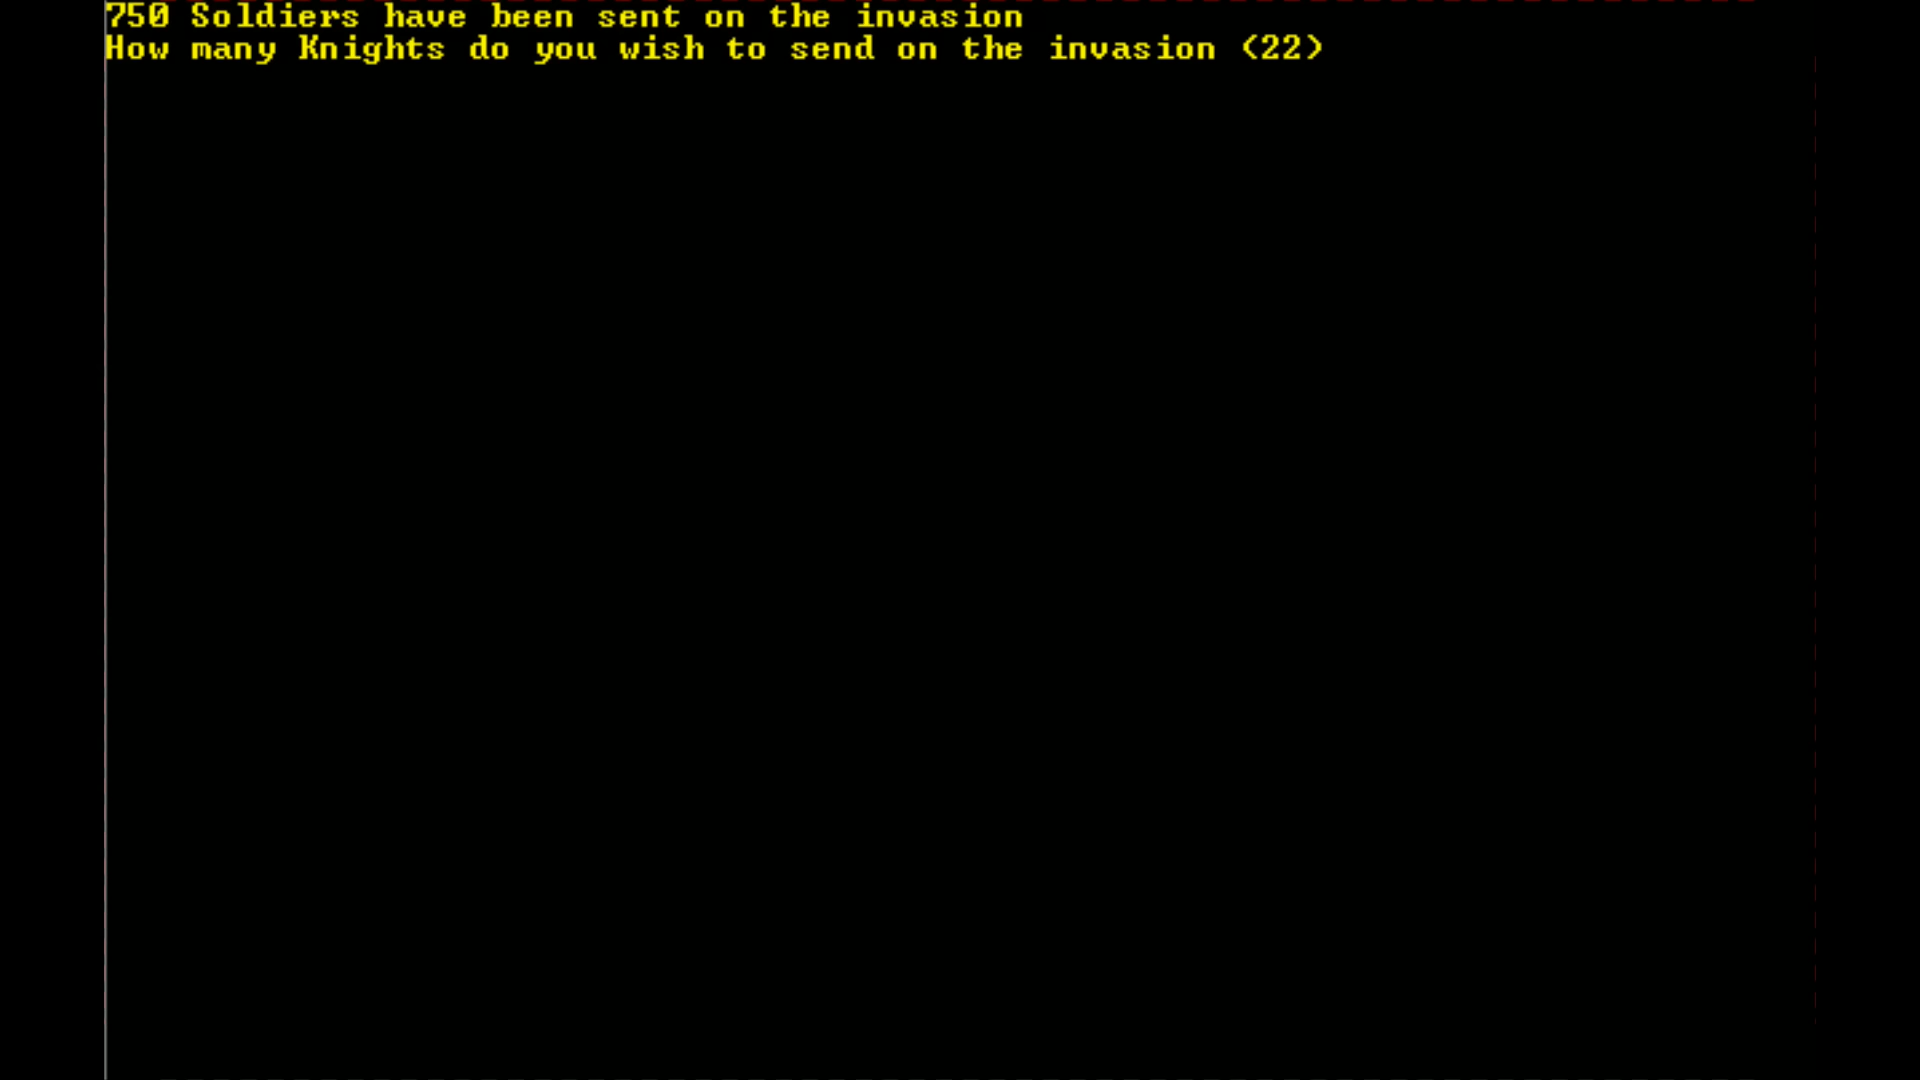 750 Soldiers have been sent on the invasion
How many Knights do you wish to send on the invasion (22)